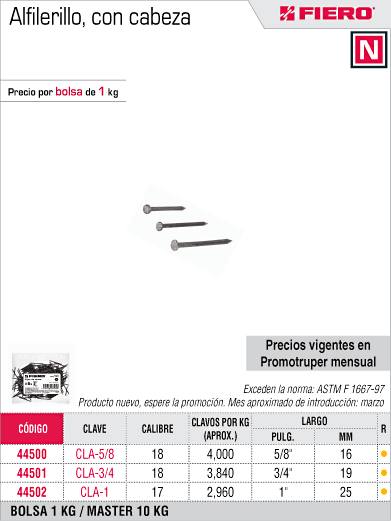 Alfilerillo, con cabeza
FIERO®
N
Precio por bolsa de 1 kg
Precios vigentes en
Promotruper mensual
FIERO
Exceden la norma: ASTM F 1667-97
Producto nuevo, espere la promoción. Mes aproximado de introducción: marzo
CÓDIGO CLAVE CALIBRE CLAVOS POR KG (APROX.) LARGO R
PULG. MM
44500 CLA-5/8 18 4,000 5/8" 16
44501 CLA-3/4 18 3,840 3/4" 19
44502 CLA-1 17 2,960 1" 25
BOLSA 1 KG / MASTER 10 KG